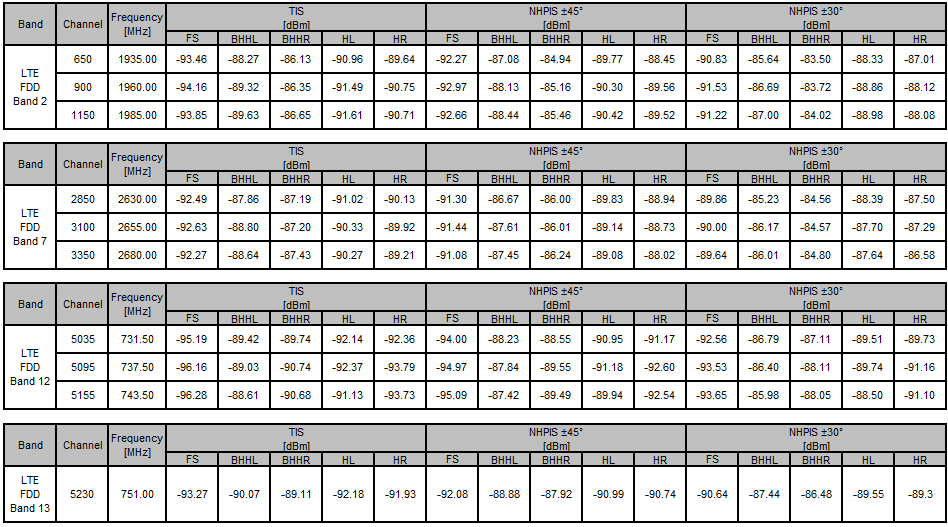 Band Channel Frequency [MHz] TIS [dBm] NHPIS ±45° [dBm] NHPIS ±30° [dBm]
FS BHHL BHHR HL HR FS BHHL BHHR HL HR FS BHHL BHHR HL HR
LTE FDD Band 2
650 1935.00 -93.46 -88.27 -86.13 -90.96 -89.64 -92.27 -87.08 -84.94 -89.77 -88.45 -90.83 -85.64 -83.50 -88.33 -87.01
900 1960.00 -94.16 -89.32 -86.35 -91.49 -90.75 -92.97 -88.13 -85.16 -90.30 -89.56 -91.53 -86.69 -83.72 -88.86 -88.12
1150 1985.00 -93.85 -89.63 -86.65 -91.61 -90.71 -92.66 -88.44 -85.46 -90.42 -89.52 -91.22 -87.00 -84.02 -88.98 -88.08
Band Channel Frequency [MHz] TIS [dBm] NHPIS ±45° [dBm] NHPIS ±30° [dBm]
FS BHHL BHHR HL HR FS BHHL BHHR HL HR FS BHHL BHHR HL HR
LTE FDD Band 7
2850 2630.00 -92.49 -87.86 -87.19 -91.02 -90.13 -91.30 -86.67 -86.00 -89.83 -88.94 -89.86 -85.23 -84.56 -88.39 -87.50
3100 2655.00 -92.63 -88.80 -87.20 -90.33 -89.92 -91.44 -87.61 -86.01 -89.14 -88.73 -90.00 -86.17 -84.57 -87.70 -87.29
3350 2680.00 -92.27 -88.64 -87.43 -90.27 -89.21 -91.08 -87.45 -86.24 -89.08 -88.02 -89.64 -86.01 -84.80 -87.64 -86.58
Band Channel Frequency [MHz] TIS [dBm] NHPIS ±45° [dBm] NHPIS ±30° [dBm]
FS BHHL BHHR HL HR FS BHHL BHHR HL HR FS BHHL BHHR HL HR
LTE FDD Band 12
5035 731.50 -95.19 -89.42 -89.74 -92.14 -92.36 -94.00 -88.23 -88.55 -90.95 -91.17 -92.56 -86.79 -87.11 -89.51 -89.73
5095 737.50 -96.16 -89.03 -90.74 -92.37 -93.79 -94.97 -87.84 -89.55 -91.18 -92.60 -93.53 -86.40 -88.11 -89.74 -91.16
5155 743.50 -96.28 -88.61 -90.68 -91.13 -93.73 -95.09 -87.42 -89.49 -89.94 -92.54 -93.65 -85.98 -88.05 -88.50 -91.10
Band Channel Frequency [MHz] TIS [dBm] NHPIS ±45° [dBm] NHPIS ±30° [dBm]
FS BHHL BHHR HL HR FS BHHL BHHR HL HR FS BHHL BHHR HL HR
LTE FDD Band 13
5230 751.00 -93.27 -90.07 -89.11 -92.18 -91.93 -92.08 -88.88 -87.92 -90.99 -90.74 -90.64 -87.44 -86.48 -89.55 -89.3